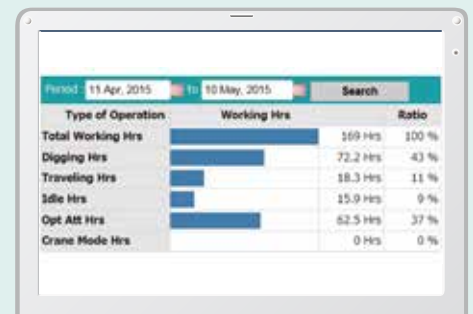 Period : 11 Apr, 2015 to 10 May, 2015 Search
Type of Operation Working Hrs Ratio
Total Working Hrs 169 Hrs 100 %
Digging Hrs 72.2 Hrs 43 %
Traveling Hrs 18.3 Hrs 11 %
Idle Hrs 15.9 Hrs 9 %
Opt Att Hrs 62.5 Hrs 37 %
Crane Mode Hrs 0 Hrs 0 %